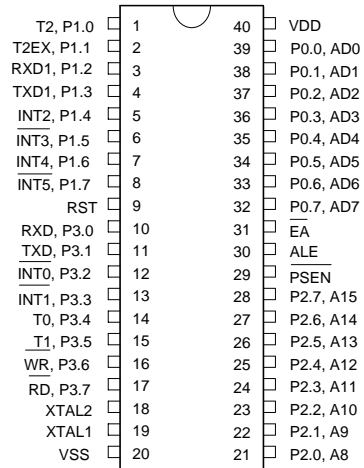 T2, P1.0 1 40 VDD
T2EX, P1.1 2 39 P0.0, AD0
RXD1, P1.2 3 38 P0.1, AD1
TXD1, P1.3 4 37 P0.2, AD2
INT2, P1.4 5 36 P0.3, AD3
INT3, P1.5 6 35 P0.4, AD4
INT4, P1.6 7 34 P0.5, AD5
INT5, P1.7 8 33 P0.6, AD6
RST 9 32 P0.7, AD7
RXD, P3.0 10 31 EA
TXD, P3.1 11 30 ALE
INT0, P3.2 12 29 PSEN
INT1, P3.3 13 28 P2.7, A15
T0, P3.4 14 27 P2.6, A14
T1, P3.5 15 26 P2.5, A13
WR, P3.6 16 25 P2.4, A12
RD, P3.7 17 24 P2.3, A11
XTAL2 18 23 P2.2, A10
XTAL1 19 22 P2.1, A9
VSS 20 21 P2.0, A8